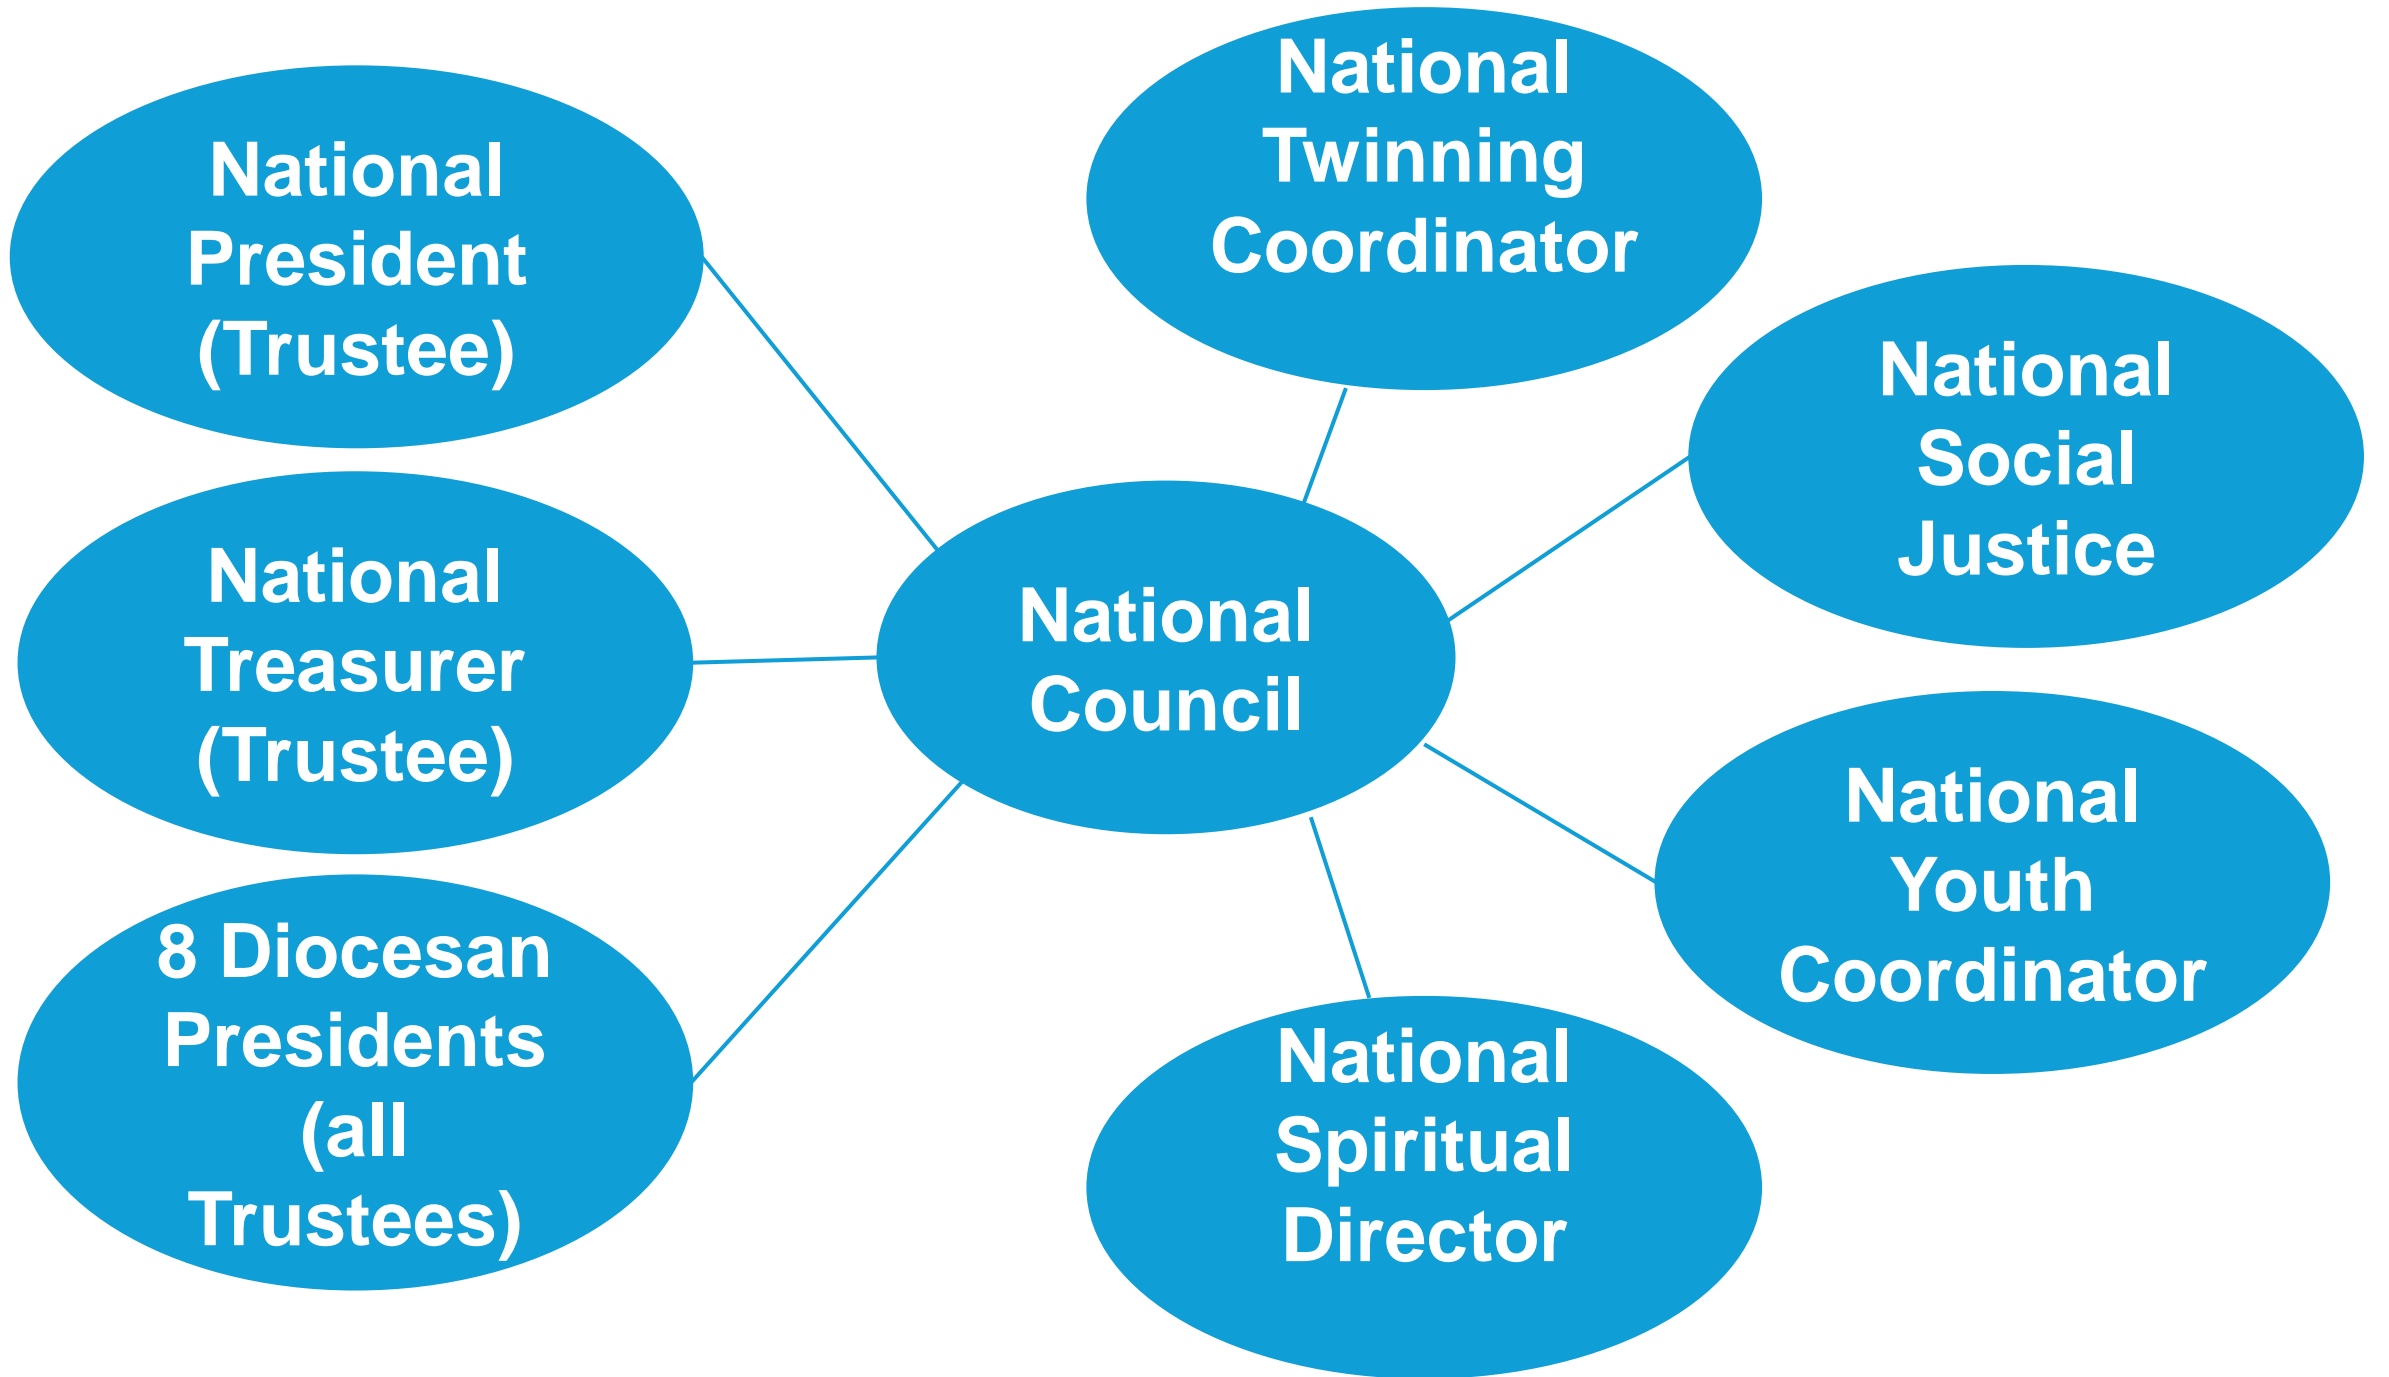 National
President
(Trustee)
National
Twinning
Coordinator
National
Social
Justice
National
Treasurer
(Trustee)
National
Council
National
Youth
Coordinator
8 Diocesan
Presidents
(all
Trustees)
National
Spiritual
Director